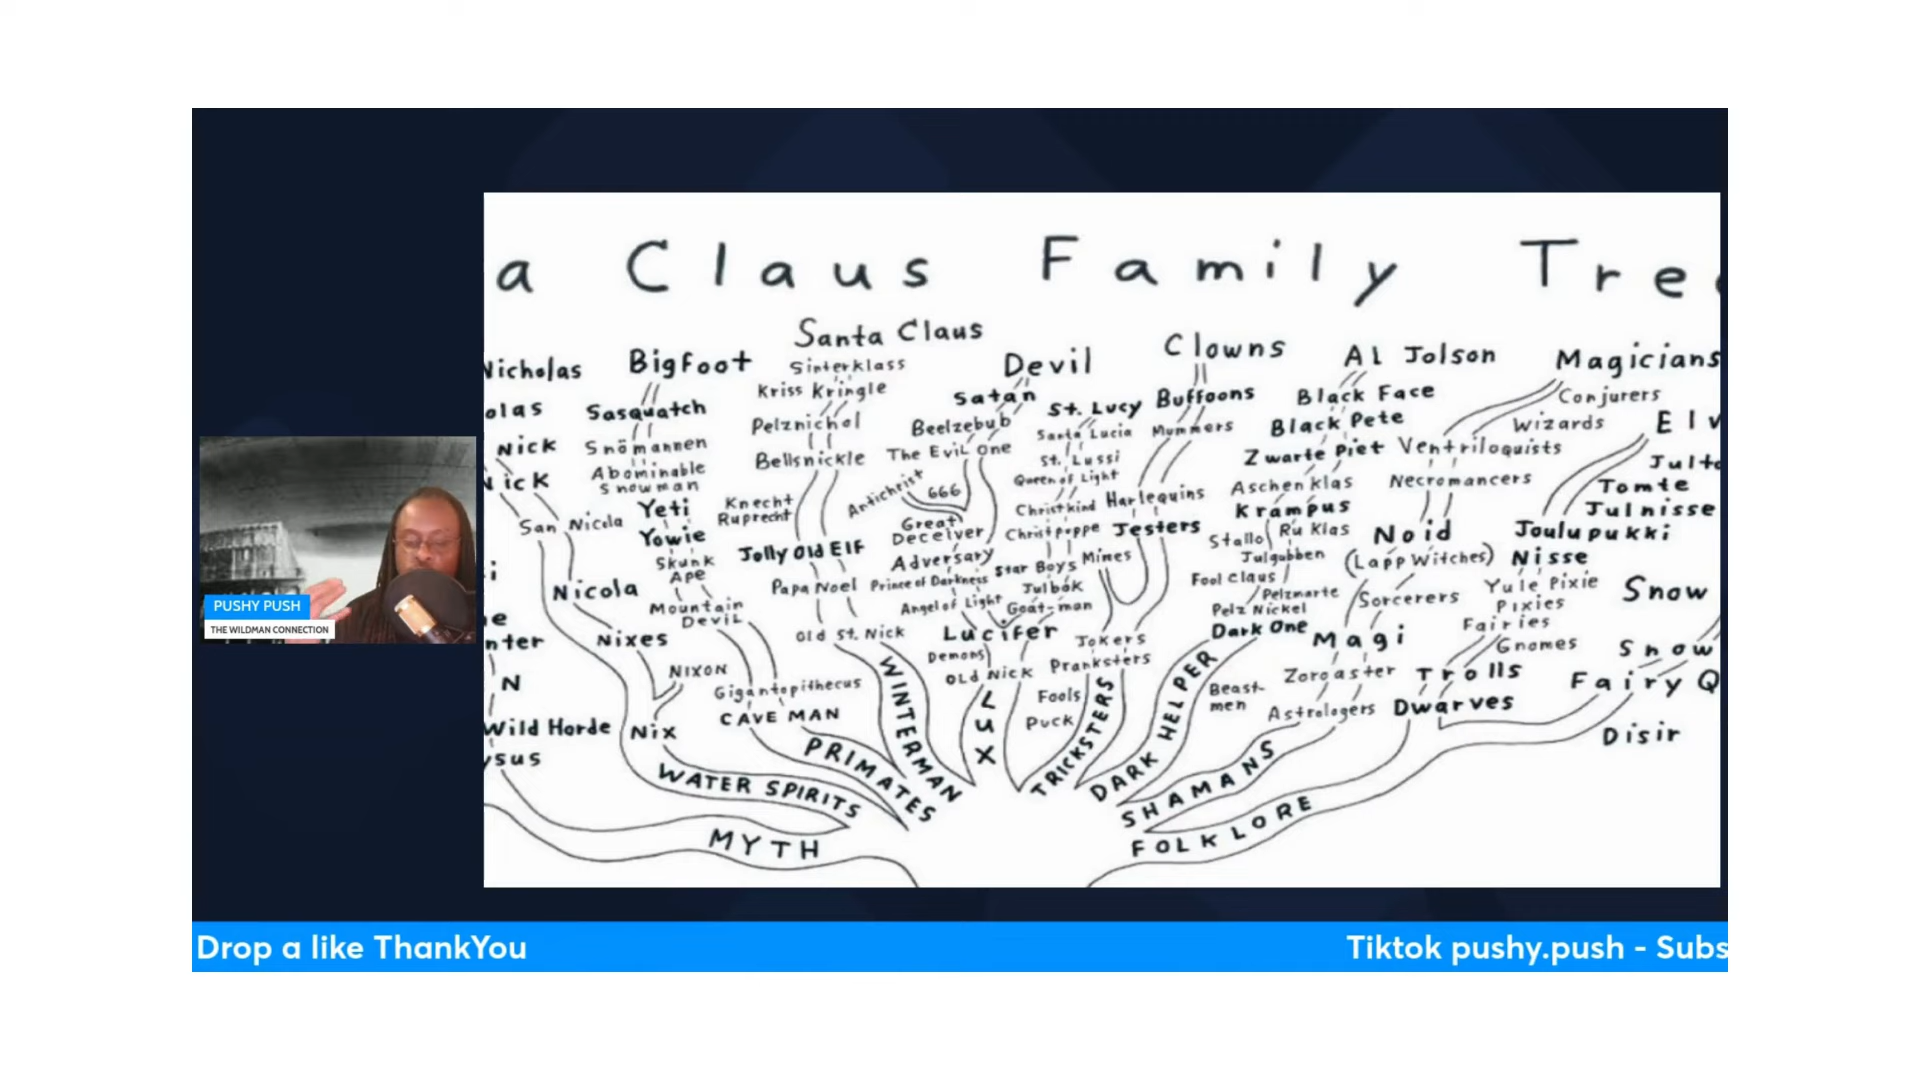 a Claus Family Tre
Nicholas
olas
Nick
Nick
San Nicola
Nicola
Nixes
Nixon
Nix
WATER SPIRITS
i
e
nter
N
Wild Horde
ysus
MYTH
Bigfoot
Sasquatch
Snömannen
Abominable
Snowman
Yeti
Yowie
Skunk
Ape
Mountain
Devil
Gigantopithecus
CAVE MAN
PRIMATES
Santa Claus
Sinterklass
Kriss Kringle
Pelznichol
Bellsnickle
Knecht
Ruprecht
Jolly Old Elf
Papa Noel
Old St. Nick
WINTERMAN
Devil
Satan
Beelzebub
The Evil One
Antichrist
666
Great
Deceiver
Adversary
Prince of Darkness
Angel of Light
Lucifer
Demons
Old Nick
LUX
St. Lucy
Santa Lucia
St. Lussi
Queen of Light
Christkind
Christpoppe
Star Boys
Julbok
Goat-man
Clowns
Buffoons
Mummers
Harlequins
Jesters
Mimes
Jokers
Pranksters
Fools
Puck
TRICKSTERS
Al Jolson
Black Face
Black Pete
Zwarte Piet
Aschenklas
Krampus
Stallo
Ru Klas
Julgubben
Fool Claus
Pelzmarte
Pelz Nickel
Dark One
Beast-
men
DARK HELPER
Magicians
Conjurers
Wizards
Ventriloquists
Necromancers
Noid
(Lapp Witches)
Sorcerers
Magi
Zoroaster
Astrologers
SHAMANS
Elv
Julto
Tomte
Julnisse
Joulupukki
Nisse
Yule Pixie
Pixies
Fairies
Gnomes
Trolls
Dwarves
Snow
Snow
Fairy Q
Disir
FOLKLORE
PUSHY PUSH
THE WILDMAN CONNECTION
Drop a like ThankYou
Tiktok pushy.push - Subs